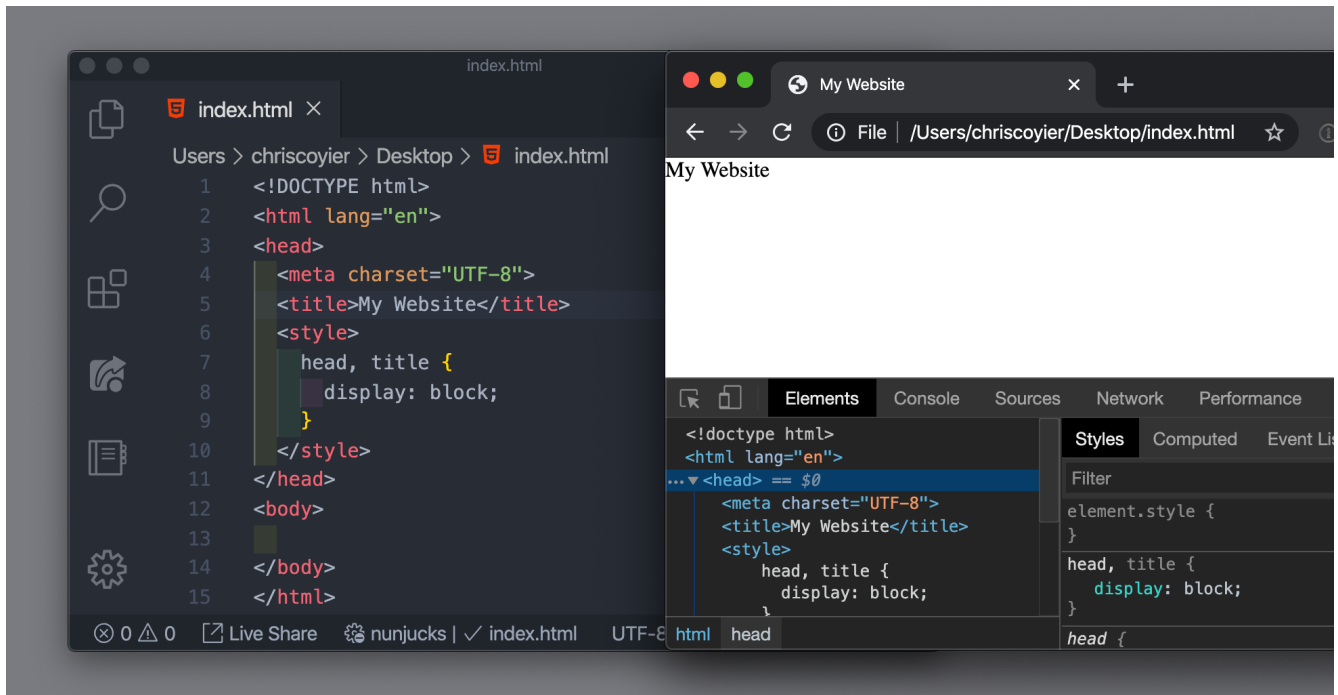 index.html
index.html
Users > chriscoyier > Desktop > index.html
1 <!DOCTYPE html>
2 <html lang="en">
3 <head>
4 <meta charset="UTF-8">
5 <title>My Website</title>
6 <style>
7 head, title {
8 display: block;
9 }
10 </style>
11 </head>
12 <body>
13
14 </body>
15 </html>
0 0 Live Share nunjucks | ✓ index.html UTF-8
My Website
File | /Users/chriscoyier/Desktop/index.html
My Website
Elements Console Sources Network Performance
<!doctype html>
<html lang="en">
…▼<head> == $0
<meta charset="UTF-8">
<title>My Website</title>
<style>
head, title {
display: block;
}
html head
Styles Computed Event Lis
Filter
element.style {
}
head, title {
display: block;
}
head {